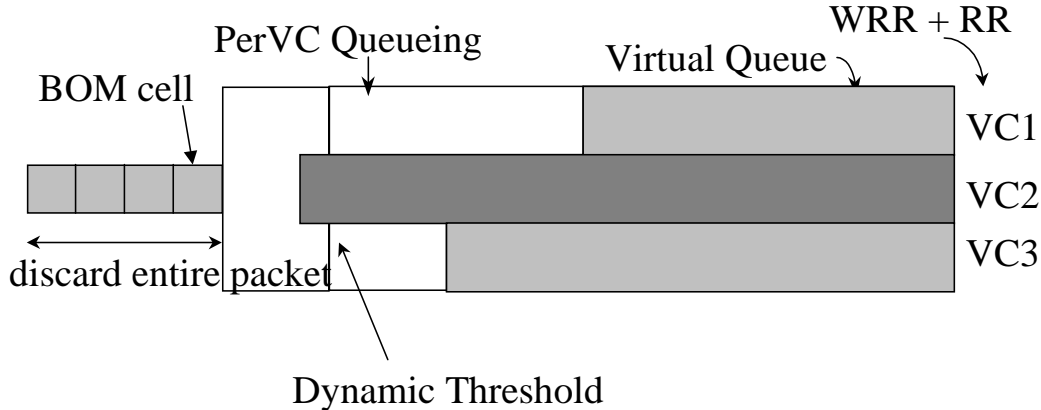 WRR + RR
PerVC Queueing
Virtual Queue
BOM cell
VC1
VC2
VC3
discard entire packet
Dynamic Threshold